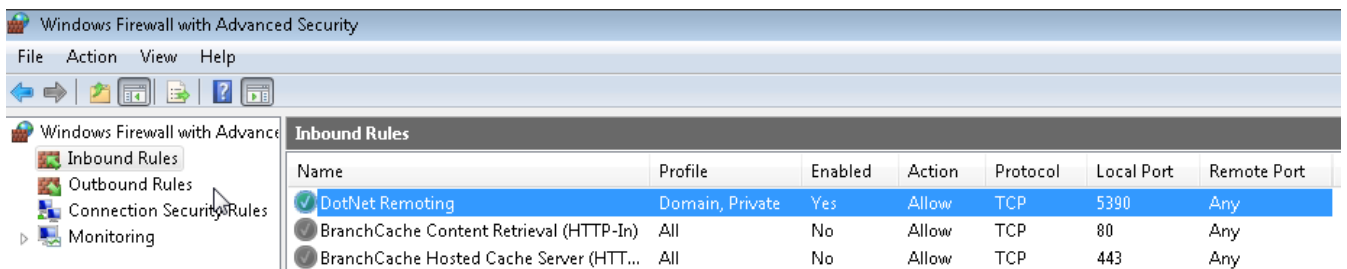 Windows Firewall with Advanced Security
File Action View Help
Windows Firewall with Advance
Inbound Rules
Outbound Rules
Connection Security Rules
Monitoring
Inbound Rules
Name Profile Enabled Action Protocol Local Port Remote Port
DotNet Remoting Domain, Private Yes Allow TCP 5390 Any
BranchCache Content Retrieval (HTTP-In) All No Allow TCP 80 Any
BranchCache Hosted Cache Server (HTT... All No Allow TCP 443 Any